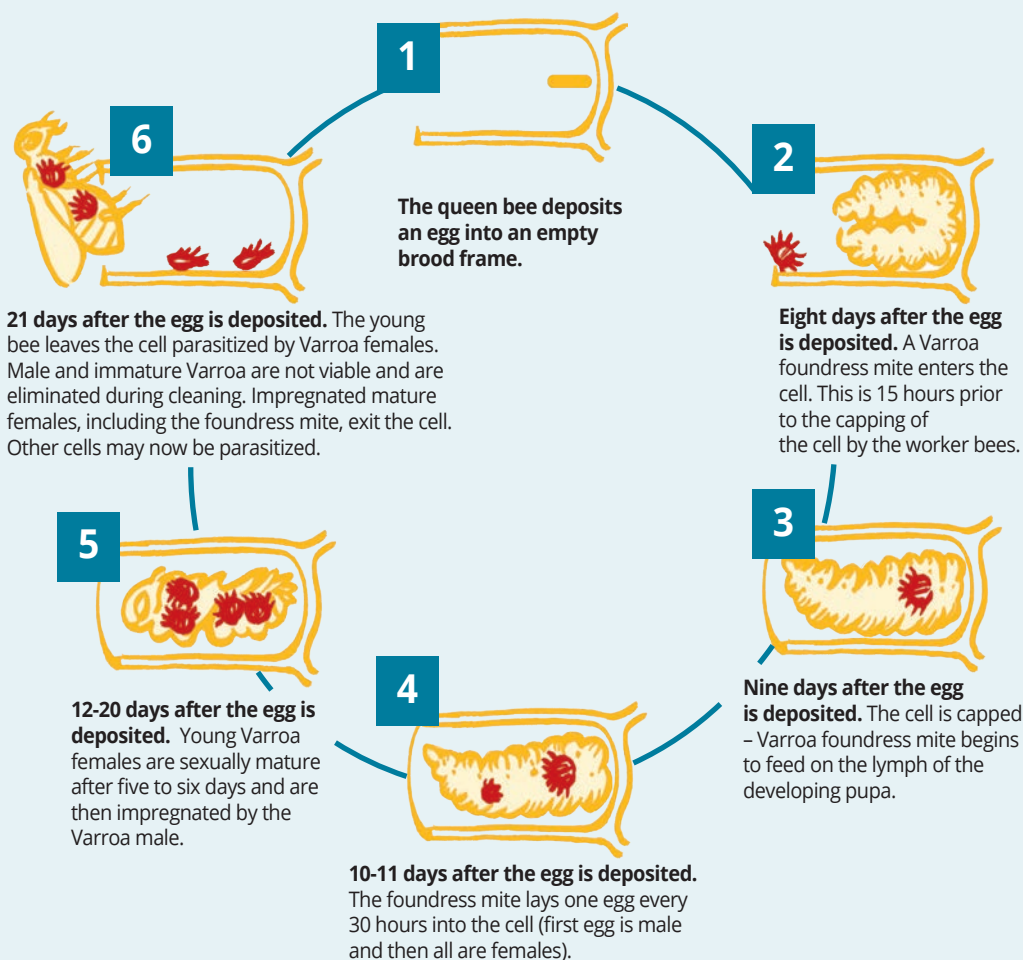 1
The queen bee deposits
an egg into an empty
brood frame.
2
Eight days after the egg
is deposited. A Varroa
foundress mite enters the
cell. This is 15 hours prior
to the capping of
the cell by the worker bees.
3
Nine days after the egg
is deposited. The cell is capped
– Varroa foundress mite begins
to feed on the lymph of the
developing pupa.
4
10-11 days after the egg is deposited.
The foundress mite lays one egg every
30 hours into the cell (first egg is male
and then all are females).
5
12-20 days after the egg is
deposited. Young Varroa
females are sexually mature
after five to six days and are
then impregnated by the
Varroa male.
6
21 days after the egg is deposited. The young
bee leaves the cell parasitized by Varroa females.
Male and immature Varroa are not viable and are
eliminated during cleaning. Impregnated mature
females, including the foundress mite, exit the cell.
Other cells may now be parasitized.